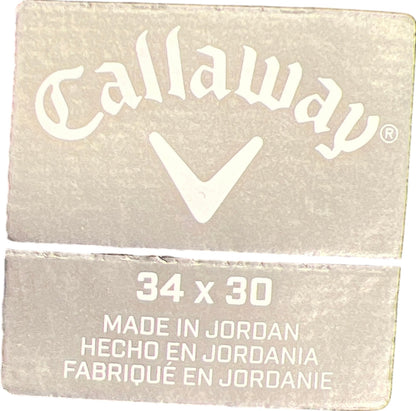 Callaway®
34 x 30
MADE IN JORDAN
HECHO EN JORDANIA
FABRIQUÉ EN JORDANIE